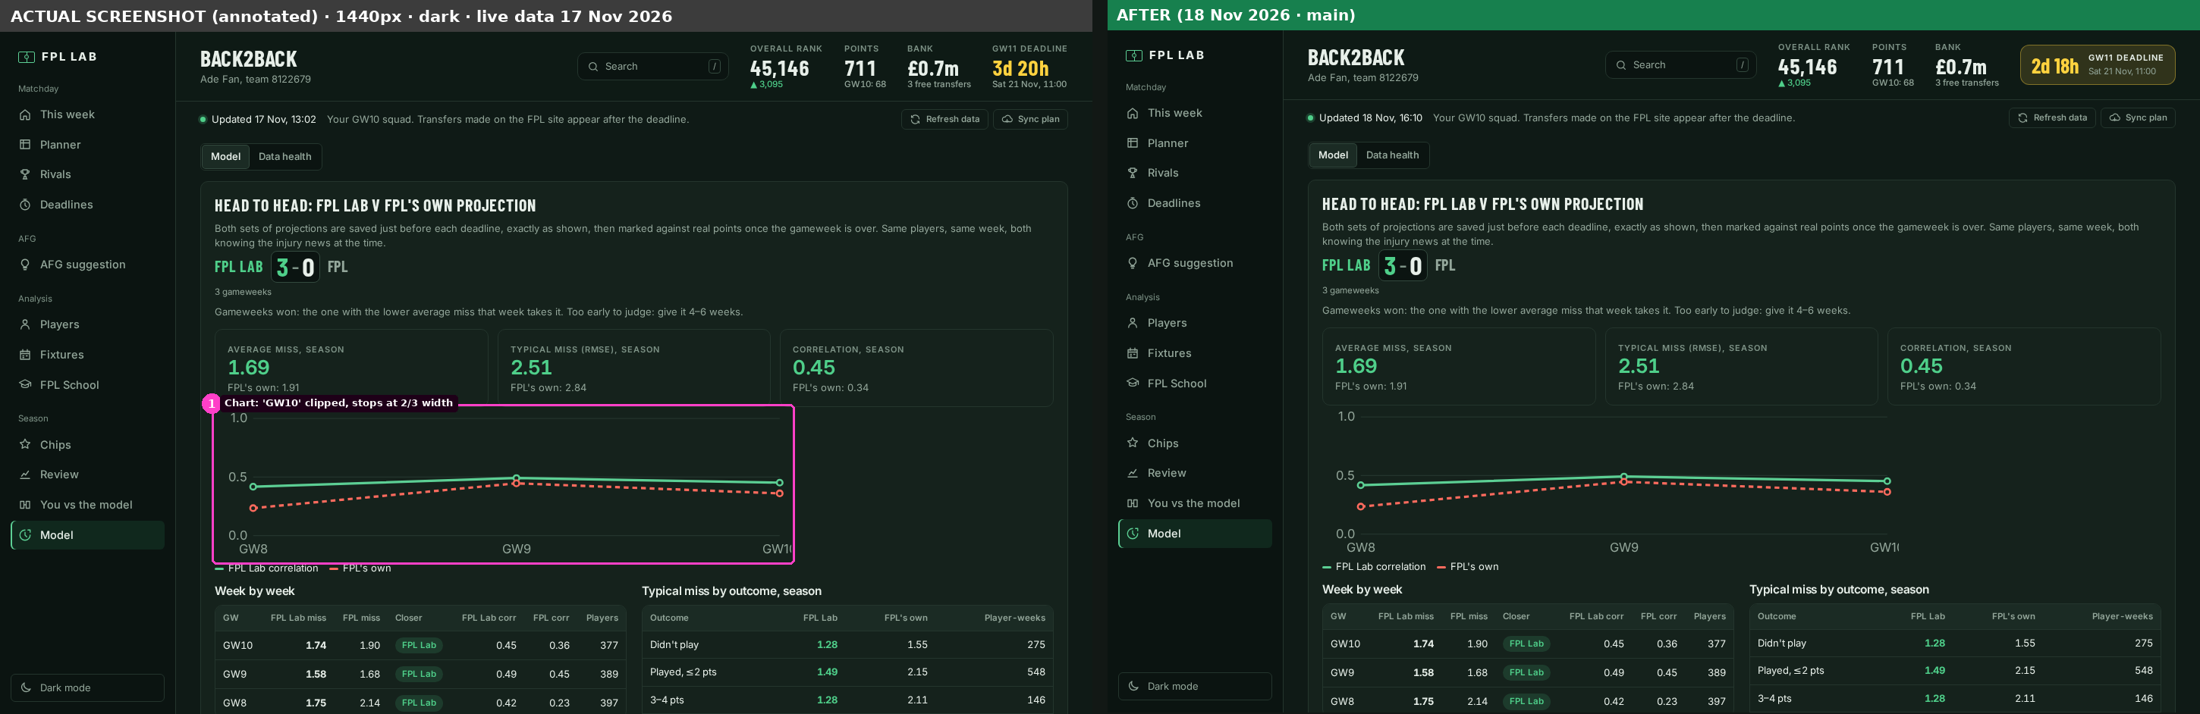 ACTUAL SCREENSHOT (annotated) · 1440px · dark · live data 17 Nov 2026
FPL LAB
Matchday
This week
Planner
Rivals
Deadlines
AFG
AFG suggestion
Analysis
Players
Fixtures
FPL School
Season
Chips
Review
You vs the model
Model
Dark mode
BACK2BACK
Ade Fan, team 8122679
Search /
OVERALL RANK
45,146
▲ 3,095
POINTS
711
GW10: 68
BANK
£0.7m
3 free transfers
GW11 DEADLINE
3d 20h
Sat 21 Nov, 11:00
Updated 17 Nov, 13:02 Your GW10 squad. Transfers made on the FPL site appear after the deadline.
Refresh data Sync plan
Model Data health
HEAD TO HEAD: FPL LAB V FPL'S OWN PROJECTION
Both sets of projections are saved just before each deadline, exactly as shown, then marked against real points once the gameweek is over. Same players, same week, both
knowing the injury news at the time.
FPL LAB 3-0 FPL
3 gameweeks
Gameweeks won: the one with the lower average miss that week takes it. Too early to judge: give it 4–6 weeks.
AVERAGE MISS, SEASON
1.69
FPL's own: 1.91
TYPICAL MISS (RMSE), SEASON
2.51
FPL's own: 2.84
CORRELATION, SEASON
0.45
FPL's own: 0.34
1 Chart: 'GW10' clipped, stops at 2/3 width
1.0
0.5
0.0
GW8 GW9 GW10
FPL Lab correlation FPL's own
Week by week
GW FPL Lab miss FPL miss Closer FPL Lab corr FPL corr Players
GW10 1.74 1.90 FPL Lab 0.45 0.36 377
GW9 1.58 1.68 FPL Lab 0.49 0.45 389
GW8 1.75 2.14 FPL Lab 0.42 0.23 397
Typical miss by outcome, season
Outcome FPL Lab FPL's own Player-weeks
Didn't play 1.28 1.55 275
Played, ≤2 pts 1.49 2.15 548
3–4 pts 1.28 2.11 146
AFTER (18 Nov 2026 · main)
FPL LAB
Matchday
This week
Planner
Rivals
Deadlines
AFG
AFG suggestion
Analysis
Players
Fixtures
FPL School
Season
Chips
Review
You vs the model
Model
Dark mode
BACK2BACK
Ade Fan, team 8122679
Search /
OVERALL RANK
45,146
▲ 3,095
POINTS
711
GW10: 68
BANK
£0.7m
3 free transfers
2d 18h
GW11 DEADLINE
Sat 21 Nov, 11:00
Updated 18 Nov, 16:10 Your GW10 squad. Transfers made on the FPL site appear after the deadline.
Refresh data Sync plan
Model Data health
HEAD TO HEAD: FPL LAB V FPL'S OWN PROJECTION
Both sets of projections are saved just before each deadline, exactly as shown, then marked against real points once the gameweek is over. Same players, same week, both
knowing the injury news at the time.
FPL LAB 3-0 FPL
3 gameweeks
Gameweeks won: the one with the lower average miss that week takes it. Too early to judge: give it 4–6 weeks.
AVERAGE MISS, SEASON
1.69
FPL's own: 1.91
TYPICAL MISS (RMSE), SEASON
2.51
FPL's own: 2.84
CORRELATION, SEASON
0.45
FPL's own: 0.34
1.0
0.5
0.0
GW8 GW9 GW1
FPL Lab correlation FPL's own
Week by week
GW FPL Lab miss FPL miss Closer FPL Lab corr FPL corr Players
GW10 1.74 1.90 FPL Lab 0.45 0.36 377
GW9 1.58 1.68 FPL Lab 0.49 0.45 389
GW8 1.75 2.14 FPL Lab 0.42 0.23 397
Typical miss by outcome, season
Outcome FPL Lab FPL's own Player-weeks
Didn't play 1.28 1.55 275
Played, ≤2 pts 1.49 2.15 548
3–4 pts 1.28 2.11 146